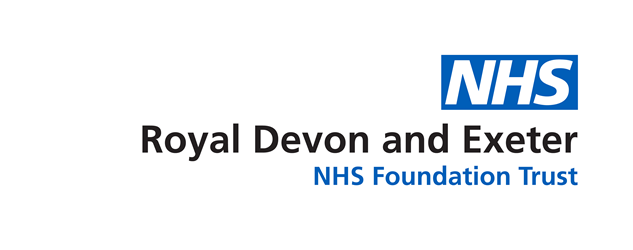 NHS
Royal Devon and Exeter
NHS Foundation Trust